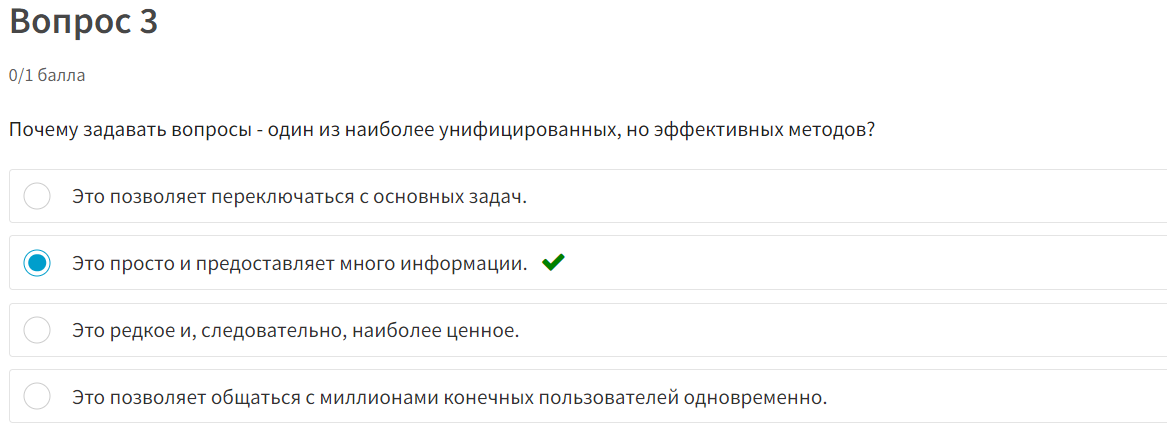 Вопрос 3
0/1 балла
Почему задавать вопросы - один из наиболее унифицированных, но эффективных методов?
Это позволяет переключаться с основных задач.
Это просто и предоставляет много информации.
Это редкое и, следовательно, наиболее ценное.
Это позволяет общаться с миллионами конечных пользователей одновременно.